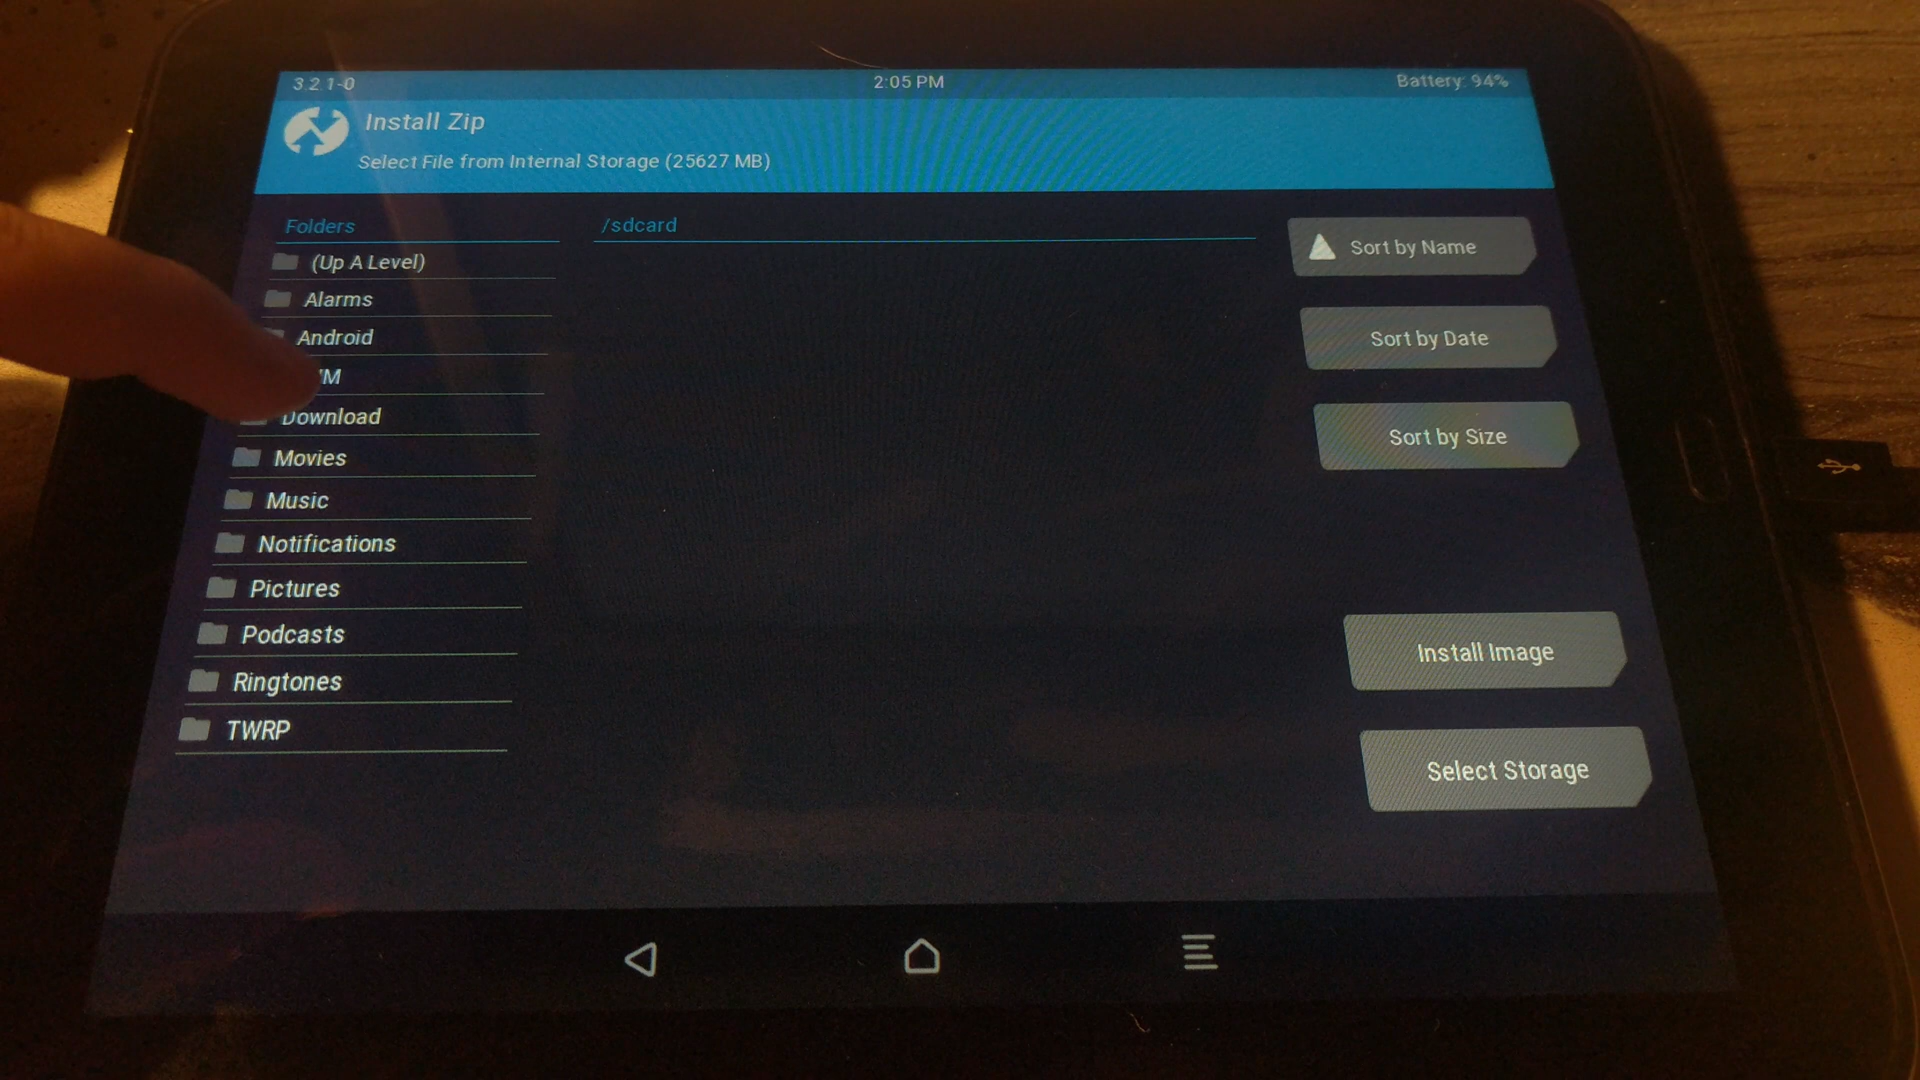 3.2.1-0
2:05 PM
Battery: 94%
Install Zip
Select File from Internal Storage (25627 MB)
Folders
/sdcard
(Up A Level)
Alarms
Android
Download
Movies
Music
Notifications
Pictures
Podcasts
Ringtones
TWRP
Sort by Name
Sort by Date
Sort by Size
Install Image
Select Storage